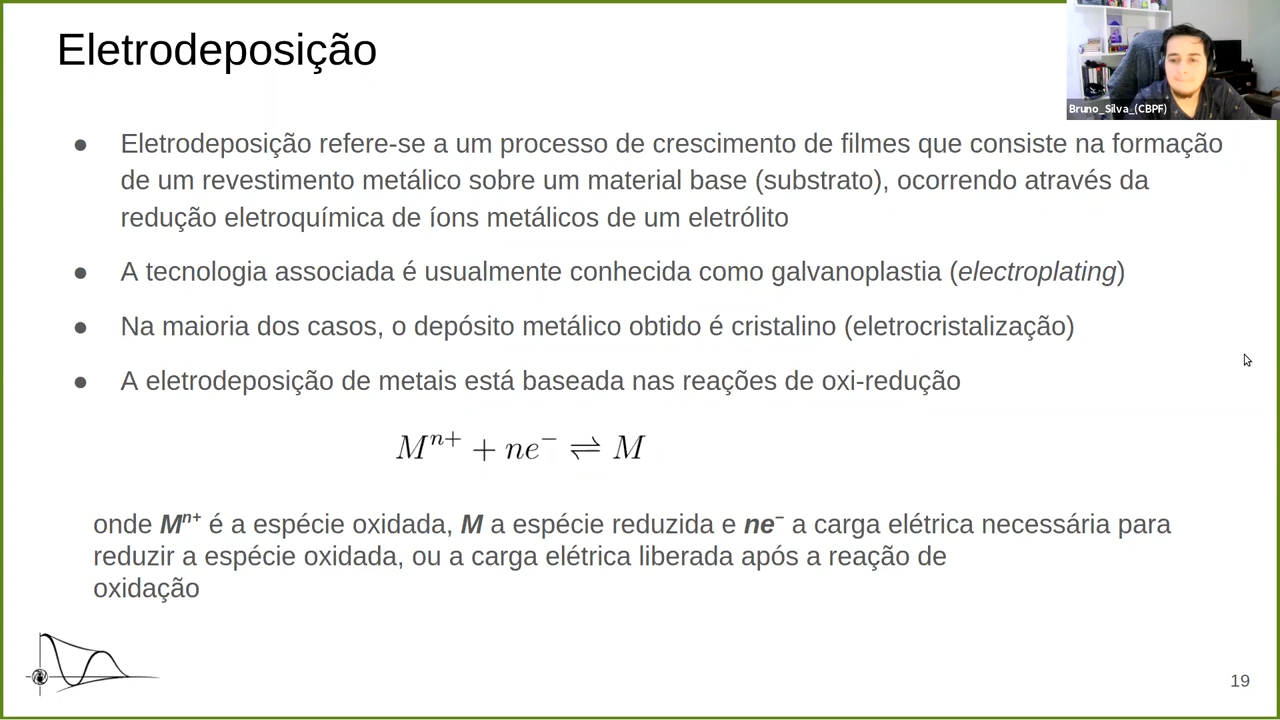 Eletrodeposição
Bruno_Silva_(CBPF)
● Eletrodeposição refere-se a um processo de crescimento de filmes que consiste na formação
de um revestimento metálico sobre um material base (substrato), ocorrendo através da
redução eletroquímica de íons metálicos de um eletrólito
● A tecnologia associada é usualmente conhecida como galvanoplastia (electroplating)
● Na maioria dos casos, o depósito metálico obtido é cristalino (eletrocristalização)
● A eletrodeposição de metais está baseada nas reações de oxi-redução
Mⁿ⁺ + ne⁻ ⇌ M
onde Mⁿ⁺ é a espécie oxidada, M a espécie reduzida e ne⁻ a carga elétrica necessária para
reduzir a espécie oxidada, ou a carga elétrica liberada após a reação de
oxidação
19